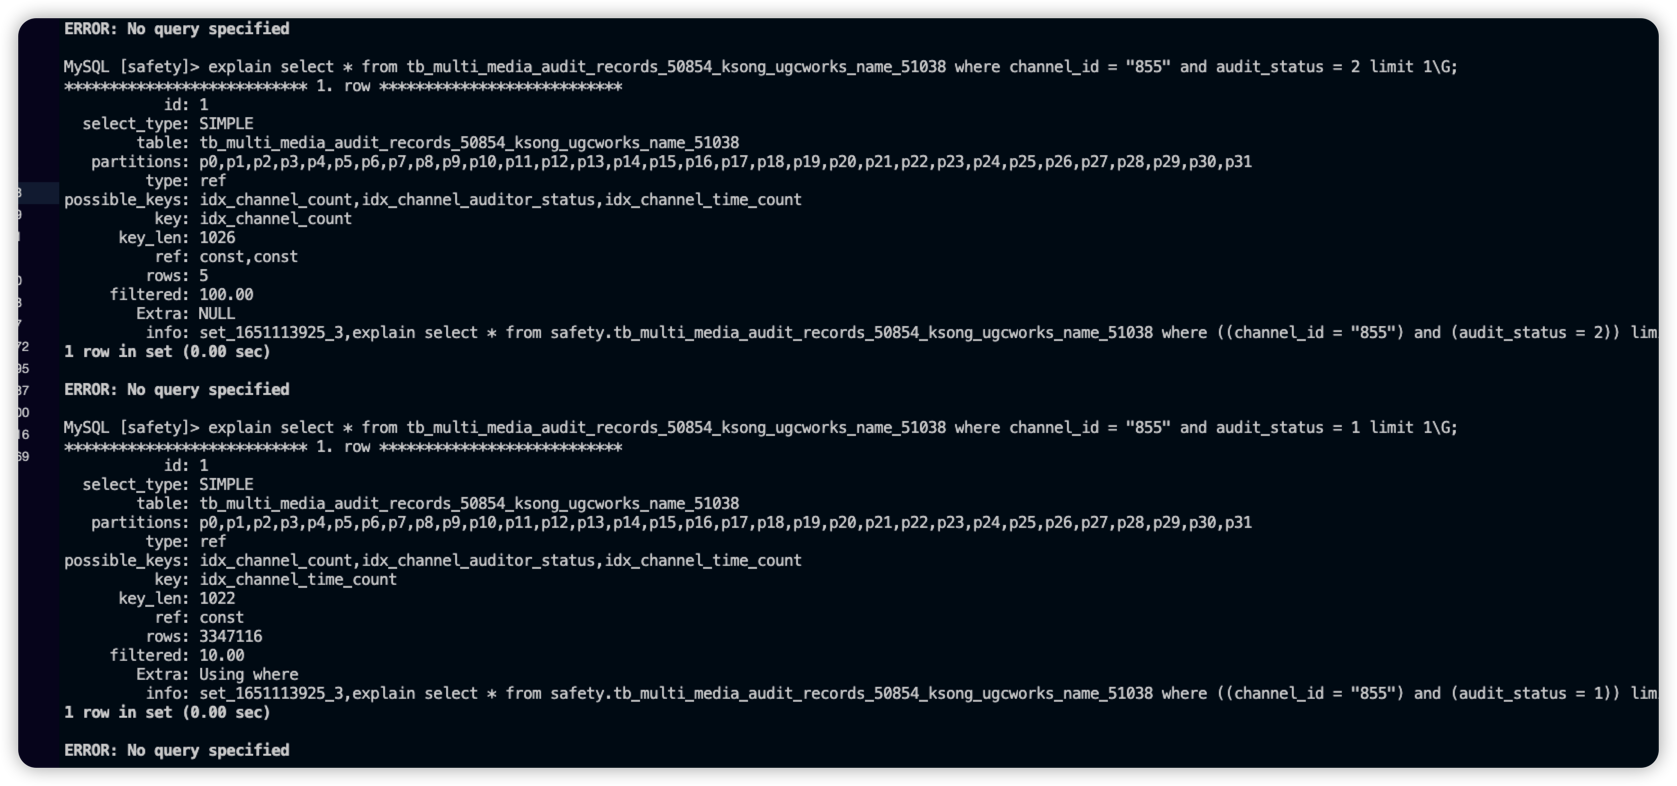 ERROR: No query specified
MySQL [safety]> explain select * from tb_multi_media_audit_records_50854_ksong_ugcworks_name_51038 where channel_id = "855" and audit_status = 2 limit 1\G;
*************************** 1. row ***************************
id: 1
select_type: SIMPLE
table: tb_multi_media_audit_records_50854_ksong_ugcworks_name_51038
partitions: p0,p1,p2,p3,p4,p5,p6,p7,p8,p9,p10,p11,p12,p13,p14,p15,p16,p17,p18,p19,p20,p21,p22,p23,p24,p25,p26,p27,p28,p29,p30,p31
type: ref
possible_keys: idx_channel_count,idx_channel_auditor_status,idx_channel_time_count
key: idx_channel_count
key_len: 1026
ref: const,const
rows: 5
filtered: 100.00
Extra: NULL
info: set_1651113925_3,explain select * from safety.tb_multi_media_audit_records_50854_ksong_ugcworks_name_51038 where ((channel_id = "855") and (audit_status = 2)) lim
1 row in set (0.00 sec)
ERROR: No query specified
MySQL [safety]> explain select * from tb_multi_media_audit_records_50854_ksong_ugcworks_name_51038 where channel_id = "855" and audit_status = 1 limit 1\G;
*************************** 1. row ***************************
id: 1
select_type: SIMPLE
table: tb_multi_media_audit_records_50854_ksong_ugcworks_name_51038
partitions: p0,p1,p2,p3,p4,p5,p6,p7,p8,p9,p10,p11,p12,p13,p14,p15,p16,p17,p18,p19,p20,p21,p22,p23,p24,p25,p26,p27,p28,p29,p30,p31
type: ref
possible_keys: idx_channel_count,idx_channel_auditor_status,idx_channel_time_count
key: idx_channel_time_count
key_len: 1022
ref: const
rows: 3347116
filtered: 10.00
Extra: Using where
info: set_1651113925_3,explain select * from safety.tb_multi_media_audit_records_50854_ksong_ugcworks_name_51038 where ((channel_id = "855") and (audit_status = 1)) lim
1 row in set (0.00 sec)
ERROR: No query specified